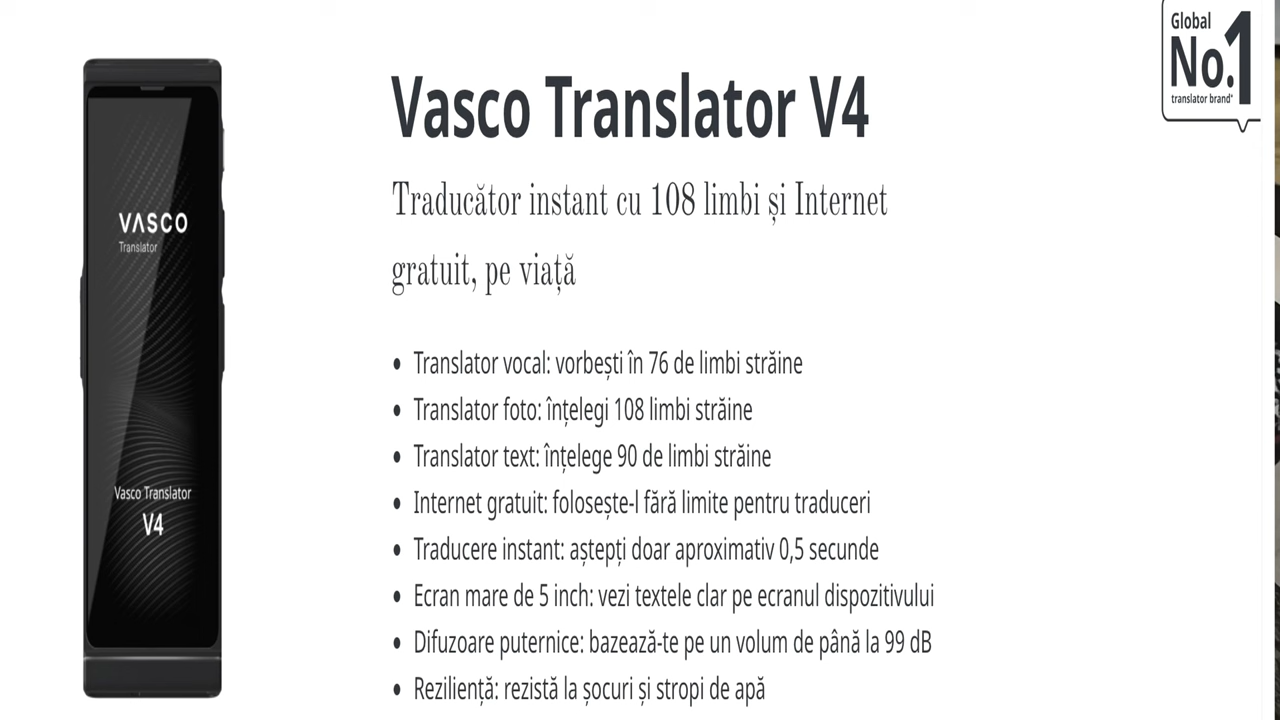 Global
No.1
translator brand*
Vasco Translator V4
Traducător instant cu 108 limbi și Internet
gratuit, pe viață
VASCO
Translator
Vasco Translator
V4
• Translator vocal: vorbești în 76 de limbi străine
• Translator foto: înțelegi 108 limbi străine
• Translator text: înțelege 90 de limbi străine
• Internet gratuit: folosește-l fără limite pentru traduceri
• Traducere instant: aștepți doar aproximativ 0,5 secunde
• Ecran mare de 5 inch: vezi textele clar pe ecranul dispozitivului
• Difuzoare puternice: bazează-te pe un volum de până la 99 dB
• Reziliență: rezistă la șocuri și stropi de apă